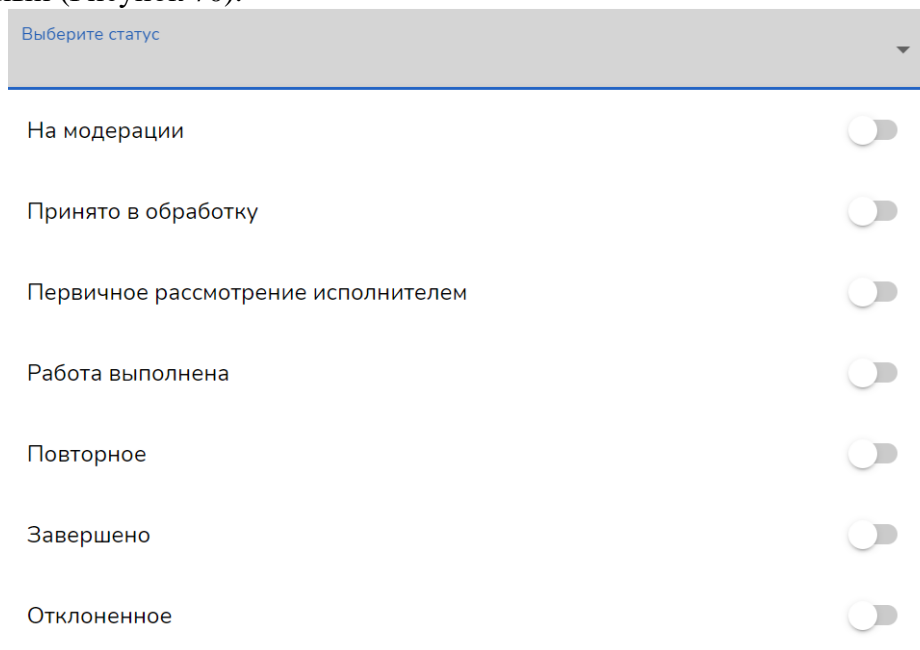 Выберите статус
На модерации
Принято в обработку
Первичное рассмотрение исполнителем
Работа выполнена
Повторное
Завершено
Отклоненное